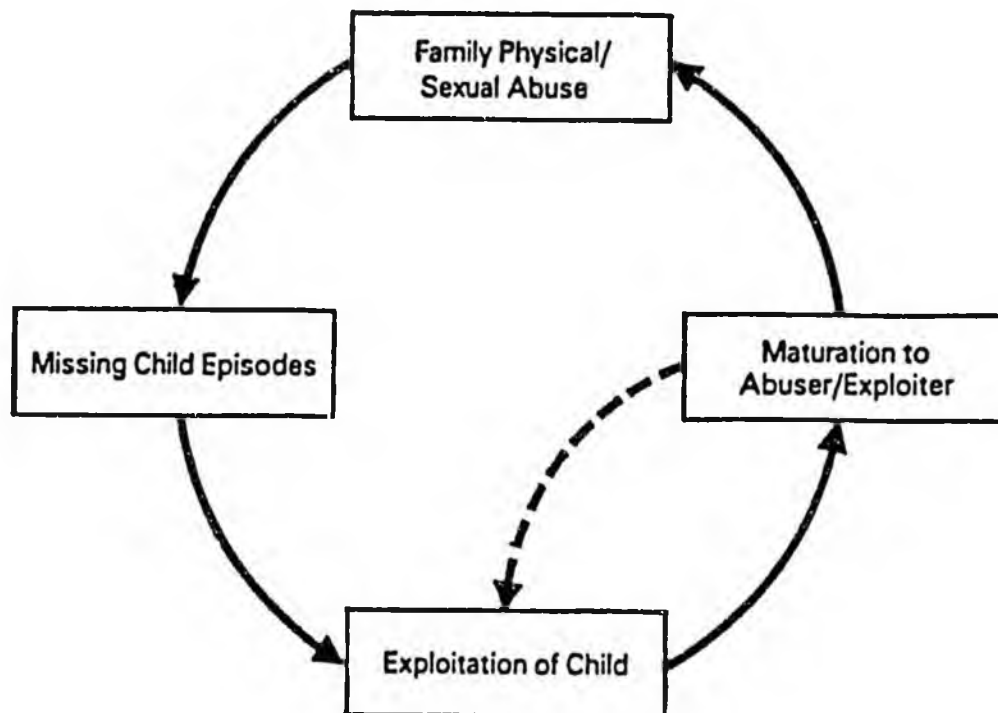 Family Physical/
Sexual Abuse
Missing Child Episodes
Maturation to
Abuser/Exploiter
Exploitation of Child